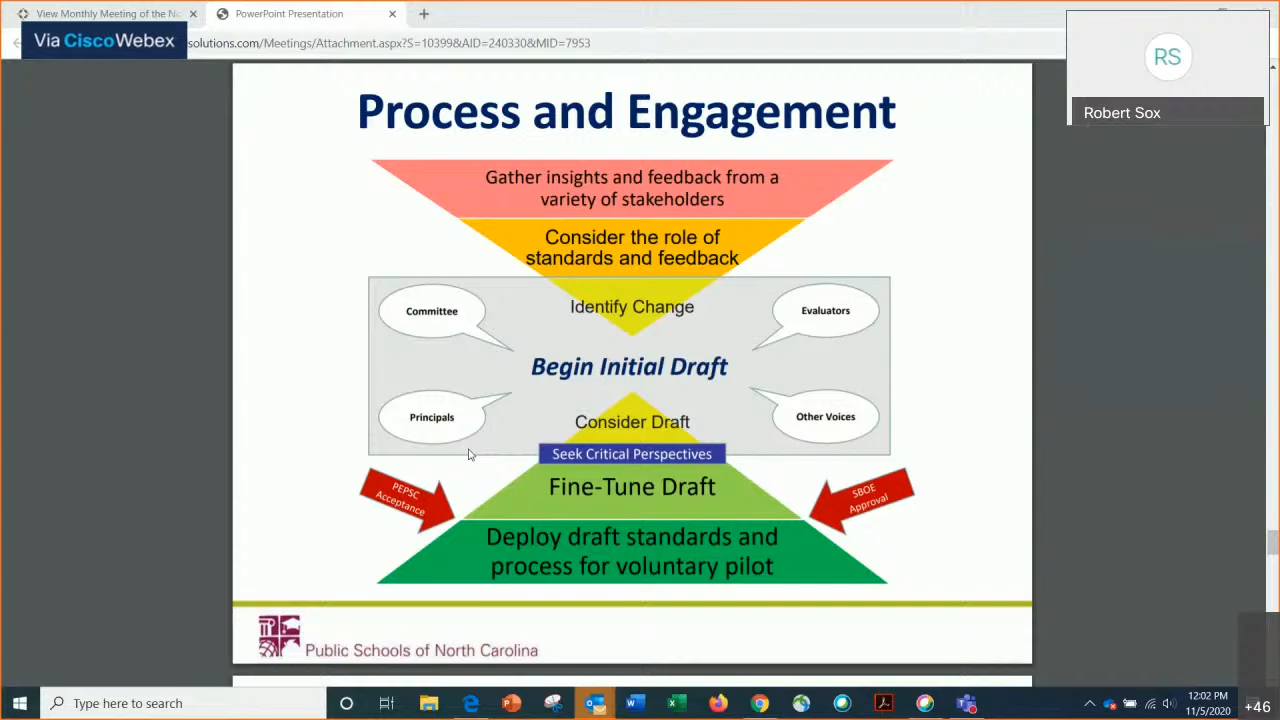 View Monthly Meeting of the No
PowerPoint Presentation
Via CiscoWebex
solutions.com/Meetings/Attachment.aspx?S=10399&AID=240330&MID=7953
RS
Robert Sox
Process and Engagement
Gather insights and feedback from a
variety of stakeholders
Consider the role of
standards and feedback
Identify Change
Committee
Evaluators
Begin Initial Draft
Principals
Other Voices
Consider Draft
Seek Critical Perspectives
Fine-Tune Draft
PEPSC
Acceptance
SBOE
Approval
Deploy draft standards and
process for voluntary pilot
Public Schools of North Carolina
Type here to search
12:02 PM
11/5/2020
+46